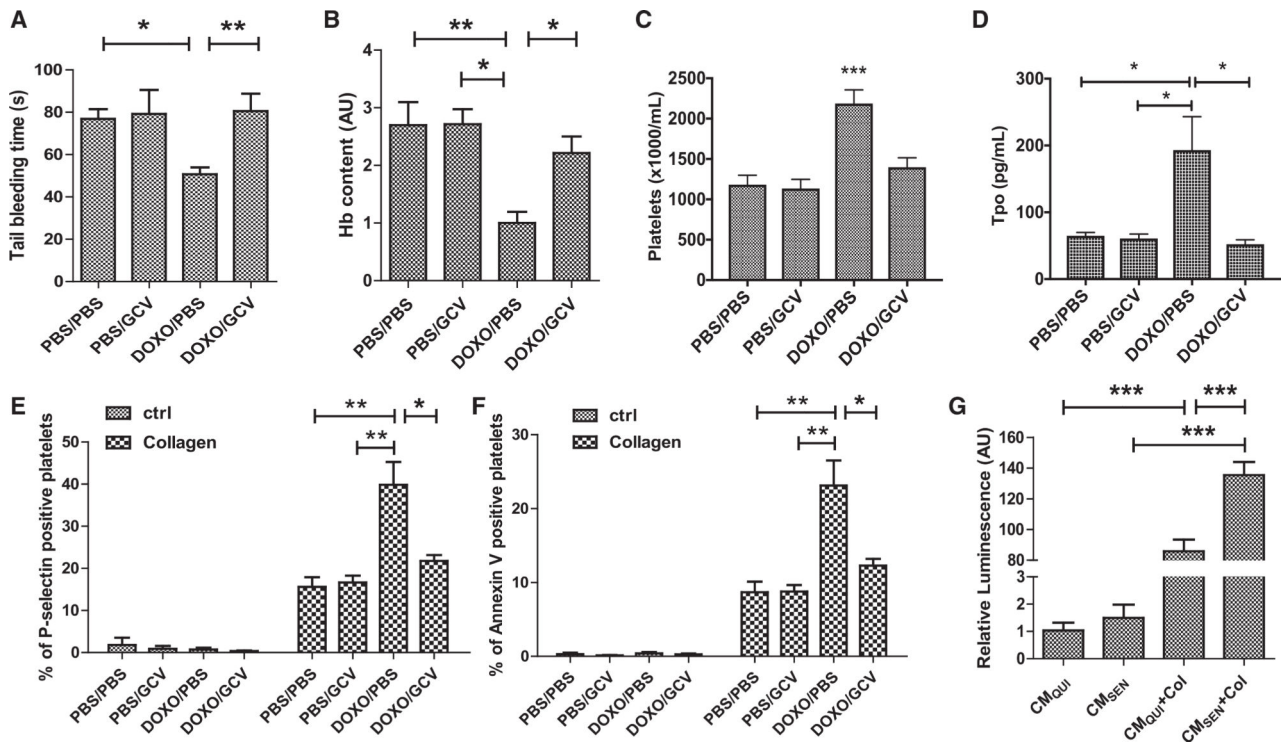 A
* **
Tail bleeding time (s)
100
80
60
40
20
0
PBS/PBS PBS/GCV DOXO/PBS DOXO/GCV
B
** *
*
Hb content (AU)
4
3
2
1
0
PBS/PBS PBS/GCV DOXO/PBS DOXO/GCV
C
***
Platelets (x1000/mL)
2500
2000
1500
1000
500
0
PBS/PBS PBS/GCV DOXO/PBS DOXO/GCV
D
* *
*
Tpo (pg/mL)
300
200
150
100
50
0
PBS/PBS PBS/GCV DOXO/PBS DOXO/GCV
E
ctrl
Collagen
** *
**
% of P-selectin positive platelets
50
40
30
20
10
0
PBS/PBS PBS/GCV DOXO/PBS DOXO/GCV PBS/PBS PBS/GCV DOXO/PBS DOXO/GCV
F
ctrl
Collagen
** *
**
% of Annexin V positive platelets
30
20
10
0
PBS/PBS PBS/GCV DOXO/PBS DOXO/GCV PBS/PBS PBS/GCV DOXO/PBS DOXO/GCV
G
*** ***
***
Relative Luminescence (AU)
160
140
120
100
80
3
2
1
0
CMQUI CMSEN CMQUI+Col CMSEN+Col